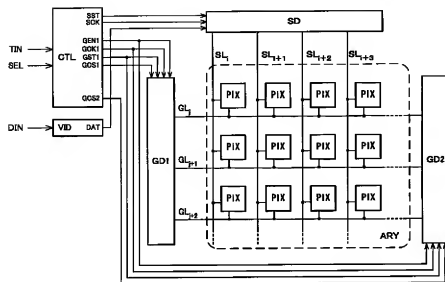 SST
SCK
SD
TIN
CTL
GEN1
GCK1
GST1
GCS1
SEL
SLi
SLi+1
SLi+2
SLi+3
GCS2
PIX PIX PIX PIX
GLj
DIN
VID
DAT
GD1
GD2
PIX PIX PIX PIX
GLj+1
PIX PIX PIX PIX
GLj+2
ARY